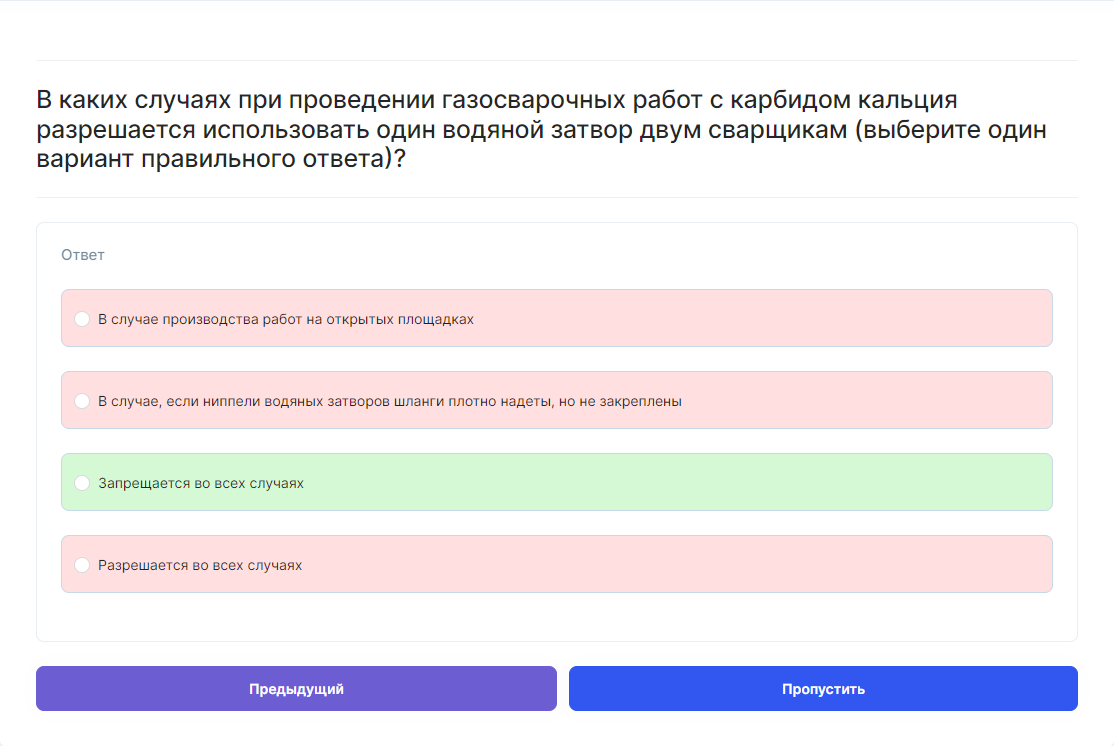 В каких случаях при проведении газосварочных работ с карбидом кальция
разрешается использовать один водяной затвор двум сварщикам (выберите один
вариант правильного ответа)?
Ответ
В случае производства работ на открытых площадках
В случае, если ниппели водяных затворов шланги плотно надеты, но не закреплены
Запрещается во всех случаях
Разрешается во всех случаях
Предыдущий
Пропустить